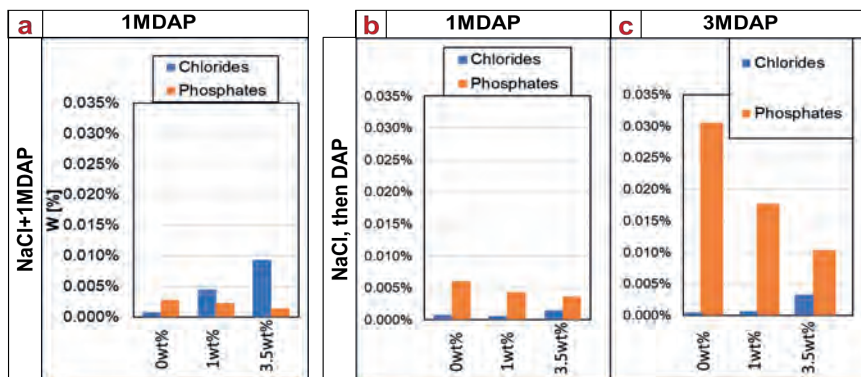 a
1MDAP
b
1MDAP
c
3MDAP
NaCl+1MDAP
W [%]
Chlorides
Phosphates
0.035%
0.030%
0.025%
0.020%
0.015%
0.010%
0.005%
0.000%
0wt%
1wt%
3.5wt%
NaCl, then DAP
Chlorides
Phosphates
0.035%
0.030%
0.025%
0.020%
0.015%
0.010%
0.005%
0.000%
0wt%
1wt%
3.5wt%
Chlorides
Phosphates
0.035%
0.030%
0.025%
0.020%
0.015%
0.010%
0.005%
0.000%
0wt%
1wt%
3.5wt%